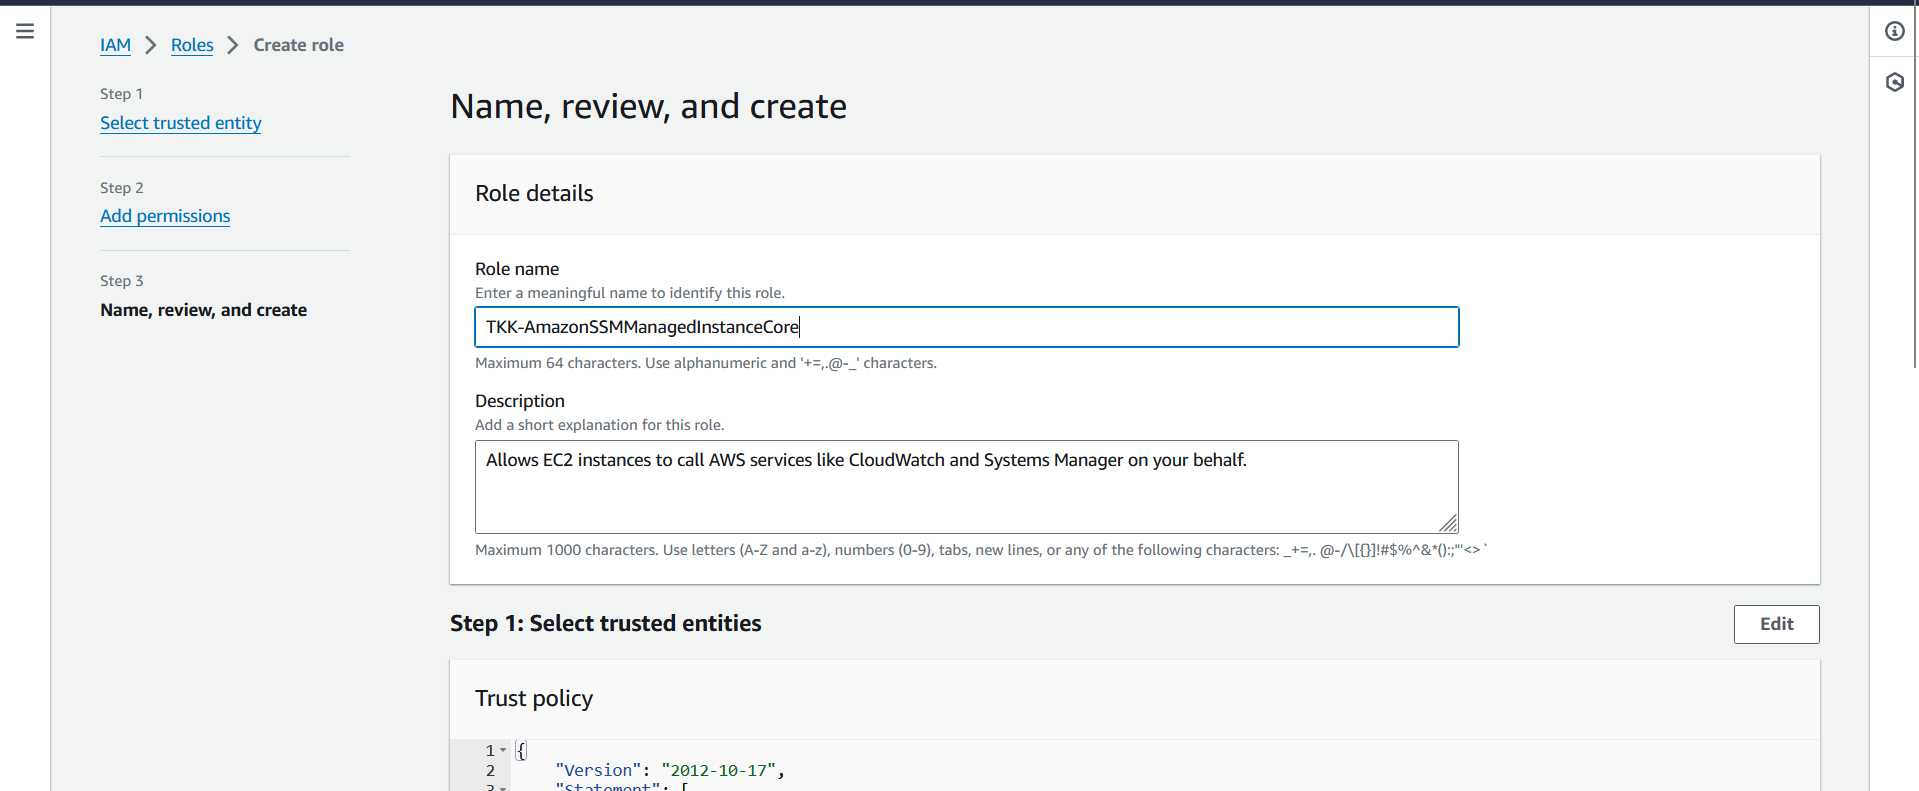 IAM > Roles > Create role
Step 1
Select trusted entity
Step 2
Add permissions
Step 3
Name, review, and create
Name, review, and create
Role details
Role name
Enter a meaningful name to identify this role.
TKK-AmazonSSMManagedInstanceCore
Maximum 64 characters. Use alphanumeric and '+=,.@-_' characters.
Description
Add a short explanation for this role.
Allows EC2 instances to call AWS services like CloudWatch and Systems Manager on your behalf.
Maximum 1000 characters. Use letters (A-Z and a-z), numbers (0-9), tabs, new lines, or any of the following characters: _+=,. @-/\[{}]!#$%^&*();:"'<>`
Step 1: Select trusted entities
Edit
Trust policy
1 {
2 "Version": "2012-10-17",
3 "Statement": [